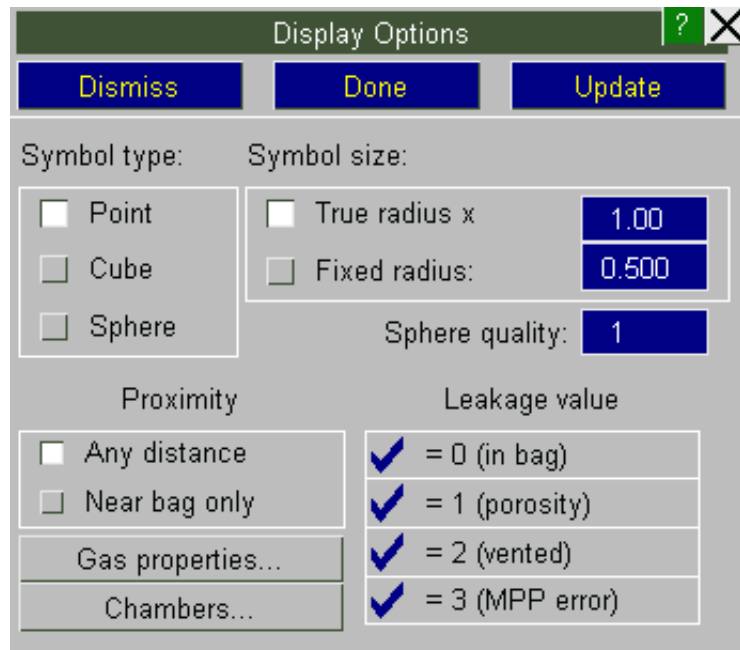 Display Options ?
Dismiss Done Update
Symbol type: Symbol size:
Point True radius x 1.00
Cube Fixed radius: 0.500
Sphere Sphere quality: 1
Proximity Leakage value
Any distance = 0 (in bag)
Near bag only = 1 (porosity)
Gas properties... = 2 (vented)
Chambers... = 3 (MPP error)